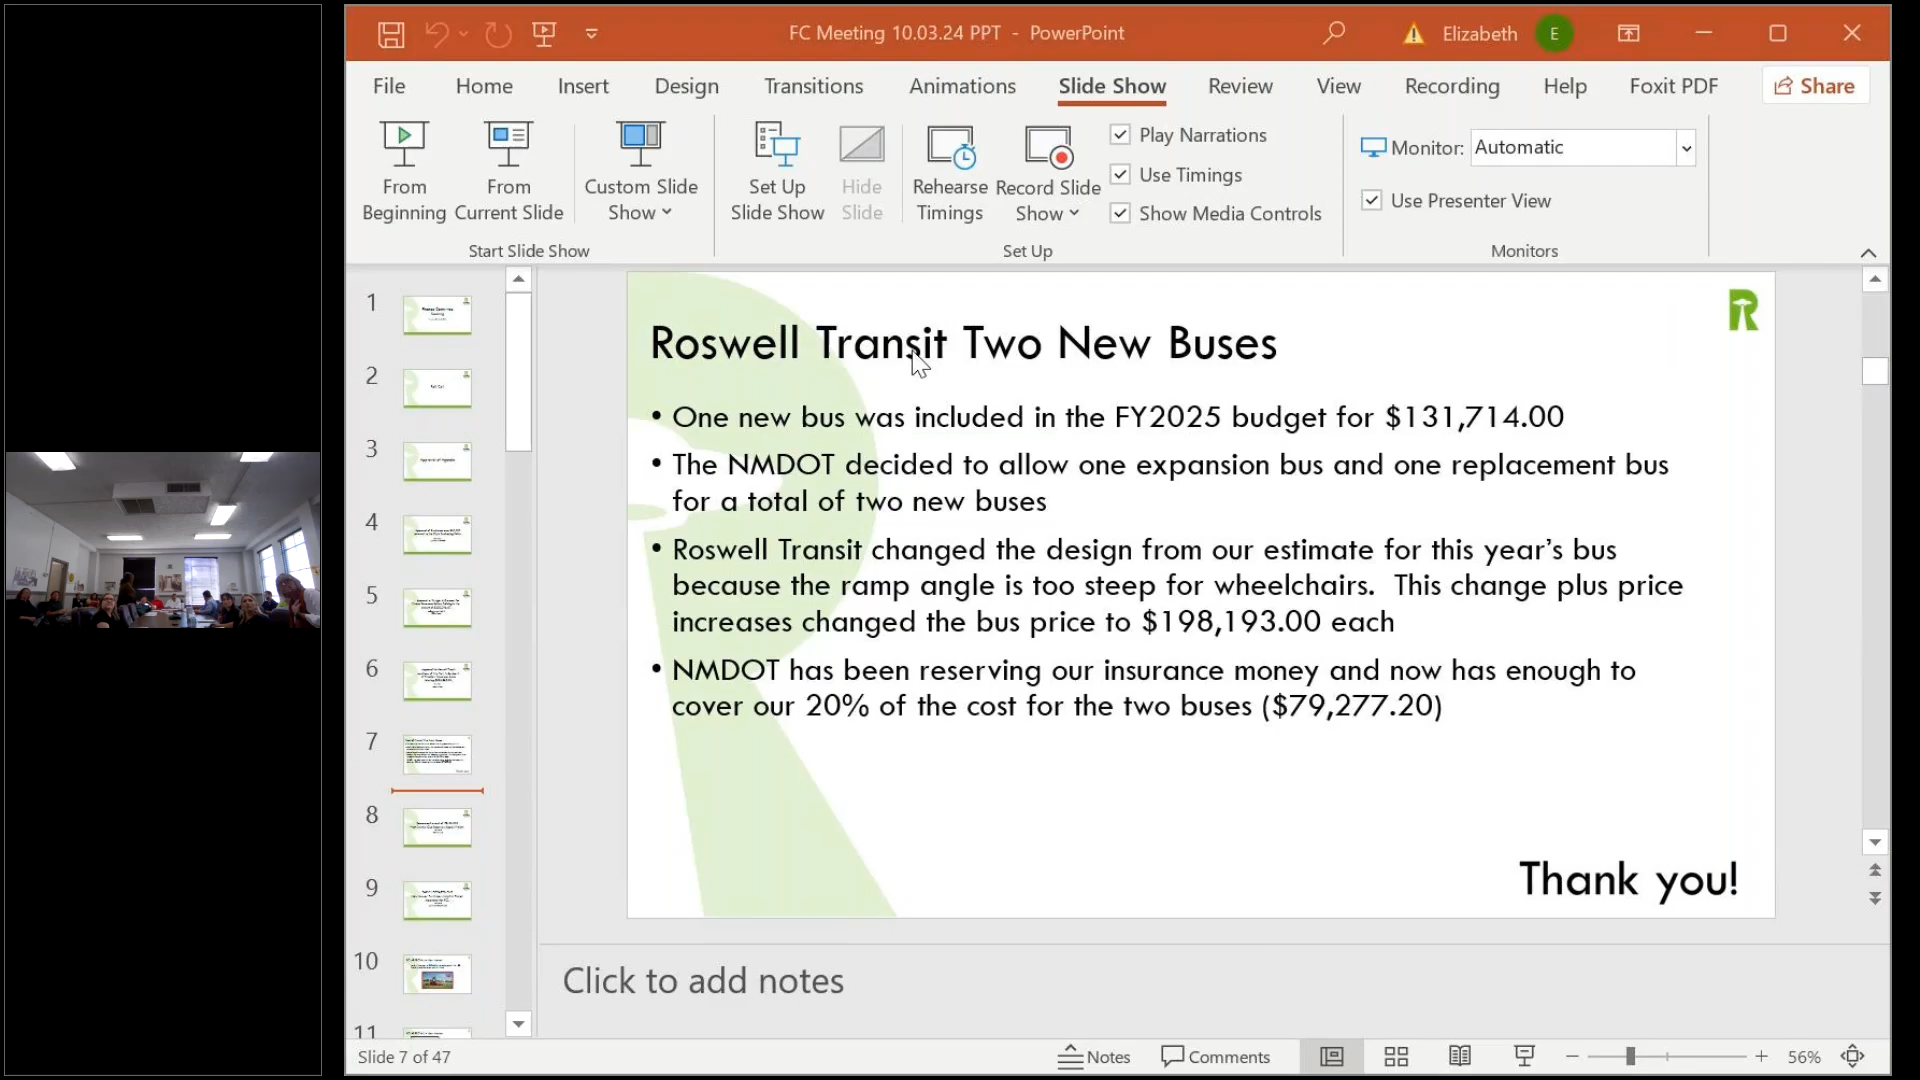 FC Meeting 10.03.24 PPT - PowerPoint
Elizabeth
E
File Home Insert Design Transitions Animations Slide Show Review View Recording Help Foxit PDF Share
From Beginning
From Current Slide
Custom Slide Show
Start Slide Show
Set Up Slide Show
Hide Slide
Rehearse Timings
Record Slide Show
Play Narrations
Use Timings
Show Media Controls
Set Up
Monitor: Automatic
Use Presenter View
Monitors
1
2
3
4
5
6
7
8
9
10
11
Roswell Transit Two New Buses
R
• One new bus was included in the FY2025 budget for $131,714.00
• The NMDOT decided to allow one expansion bus and one replacement bus
for a total of two new buses
• Roswell Transit changed the design from our estimate for this year’s bus
because the ramp angle is too steep for wheelchairs. This change plus price
increases changed the bus price to $198,193.00 each
• NMDOT has been reserving our insurance money and now has enough to
cover our 20% of the cost for the two buses ($79,277.20)
Thank you!
Click to add notes
Slide 7 of 47
Notes
Comments
56%